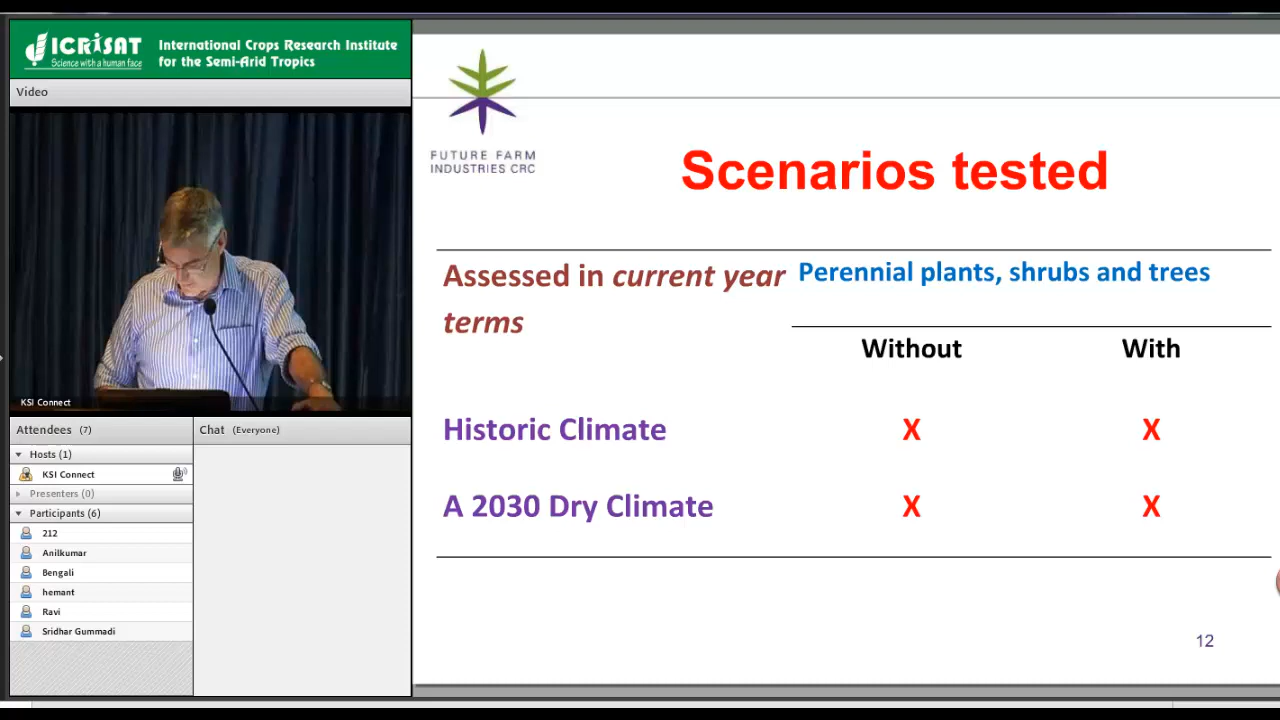 ICRISAT
Science with a human face
International Crops Research Institute
for the Semi-Arid Tropics
Video
KSI Connect
Attendees (7)
Hosts (1)
KSI Connect
Presenters (0)
Participants (6)
212
Anilkumar
Bengali
hemant
Ravi
Sridhar Gummadi
Chat (Everyone)
FUTURE FARM
INDUSTRIES CRC
Scenarios tested
Assessed in current year
terms
Perennial plants, shrubs and trees
Without With
Historic Climate X X
A 2030 Dry Climate X X
12